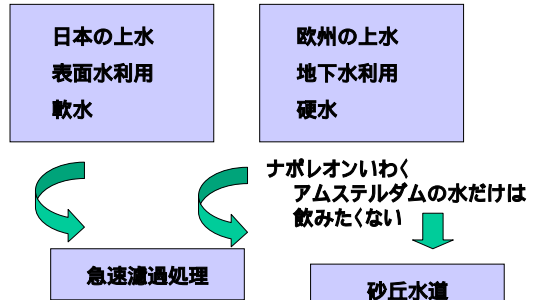 日本の上水
表面水利用
軟水
欧州の上水
地下水利用
硬水
ナポレオンいわく
アムステルダムの水だけは
飲みたくない
急速濾過処理
砂丘水道